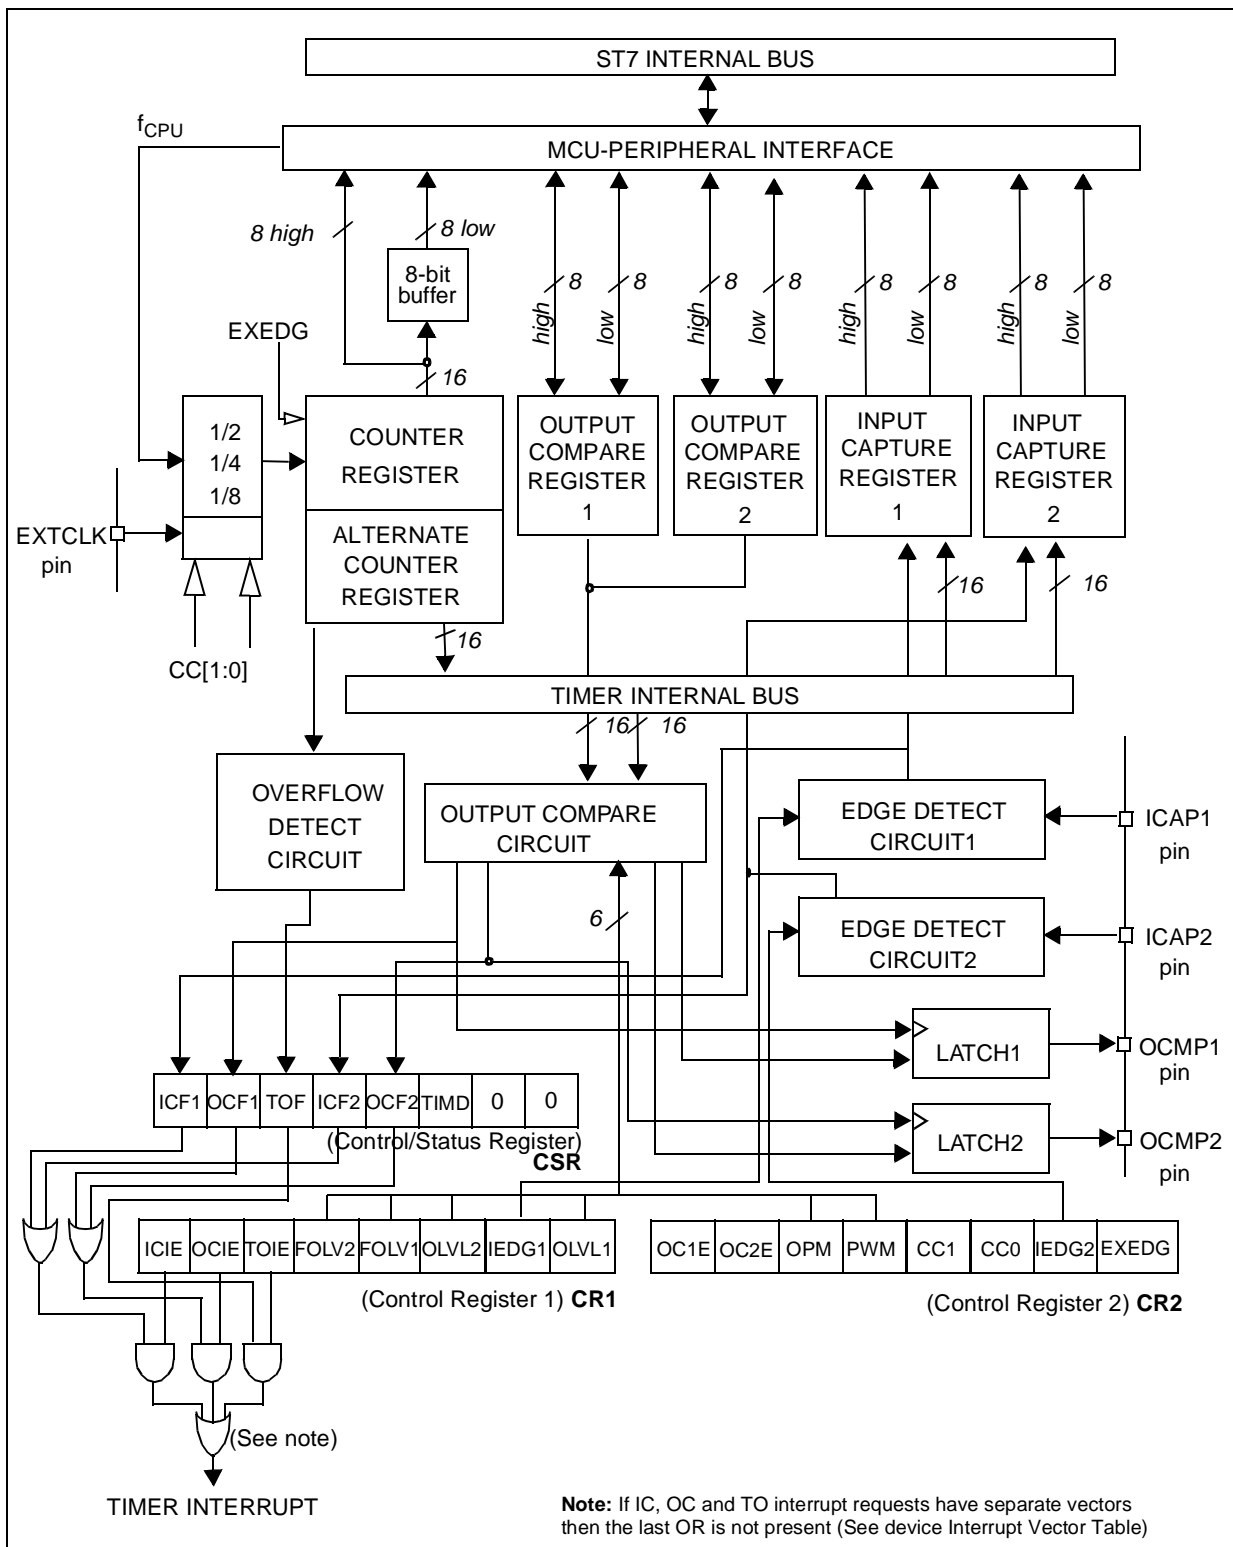 ST7 INTERNAL BUS
fCPU
MCU-PERIPHERAL INTERFACE
8 high
8 low
8-bit
buffer
8
8
8
8
8
8
8
8
high
low
high
low
high
low
high
low
EXEDG
16
1/2
1/4
1/8
COUNTER
REGISTER
ALTERNATE
COUNTER
REGISTER
OUTPUT
COMPARE
REGISTER
1
OUTPUT
COMPARE
REGISTER
2
INPUT
CAPTURE
REGISTER
1
INPUT
CAPTURE
REGISTER
2
EXTCLK
pin
CC[1:0]
16
16
16
TIMER INTERNAL BUS
16
16
OVERFLOW
DETECT
CIRCUIT
OUTPUT COMPARE
CIRCUIT
6
EDGE DETECT
CIRCUIT1
ICAP1
pin
EDGE DETECT
CIRCUIT2
ICAP2
pin
LATCH1
OCMP1
pin
LATCH2
OCMP2
pin
ICF1 OCF1 TOF ICF2 OCF2 TIMD 0 0
(Control/Status Register)
CSR
ICIE OCIE TOIE FOLV2 FOLV1 OLVL2 IEDG1 OLVL1
(Control Register 1) CR1
OC1E OC2E OPM PWM CC1 CC0 IEDG2 EXEDG
(Control Register 2) CR2
(See note)
TIMER INTERRUPT
Note: If IC, OC and TO interrupt requests have separate vectors
then the last OR is not present (See device Interrupt Vector Table)